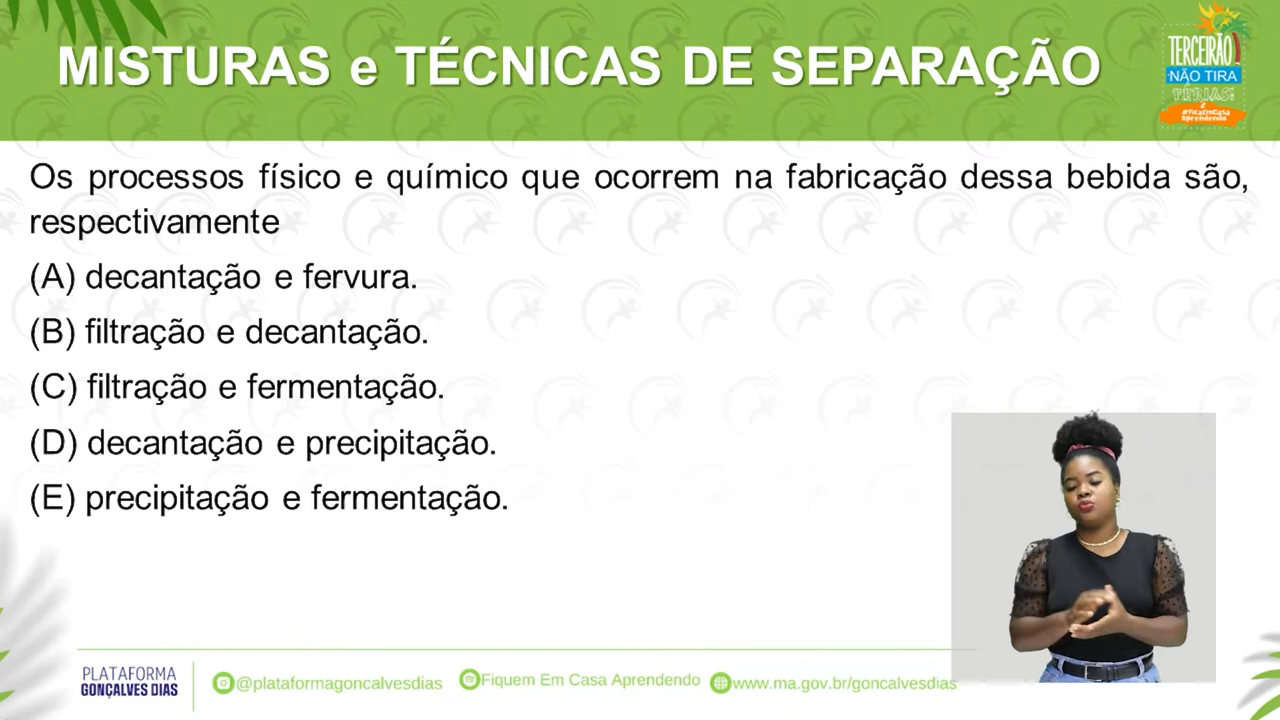 MISTURAS e TÉCNICAS DE SEPARAÇÃO
TERCEIRÃO
NÃO TIRA
FÉRIAS!
é
#FicaEmCasa
Aprendendo
Os processos físico e químico que ocorrem na fabricação dessa bebida são,
respectivamente
(A) decantação e fervura.
(B) filtração e decantação.
(C) filtração e fermentação.
(D) decantação e precipitação.
(E) precipitação e fermentação.
PLATAFORMA
GONÇALVES DIAS
@plataformagoncalvesdias
Fiquem Em Casa Aprendendo
www.ma.gov.br/goncalvesdias